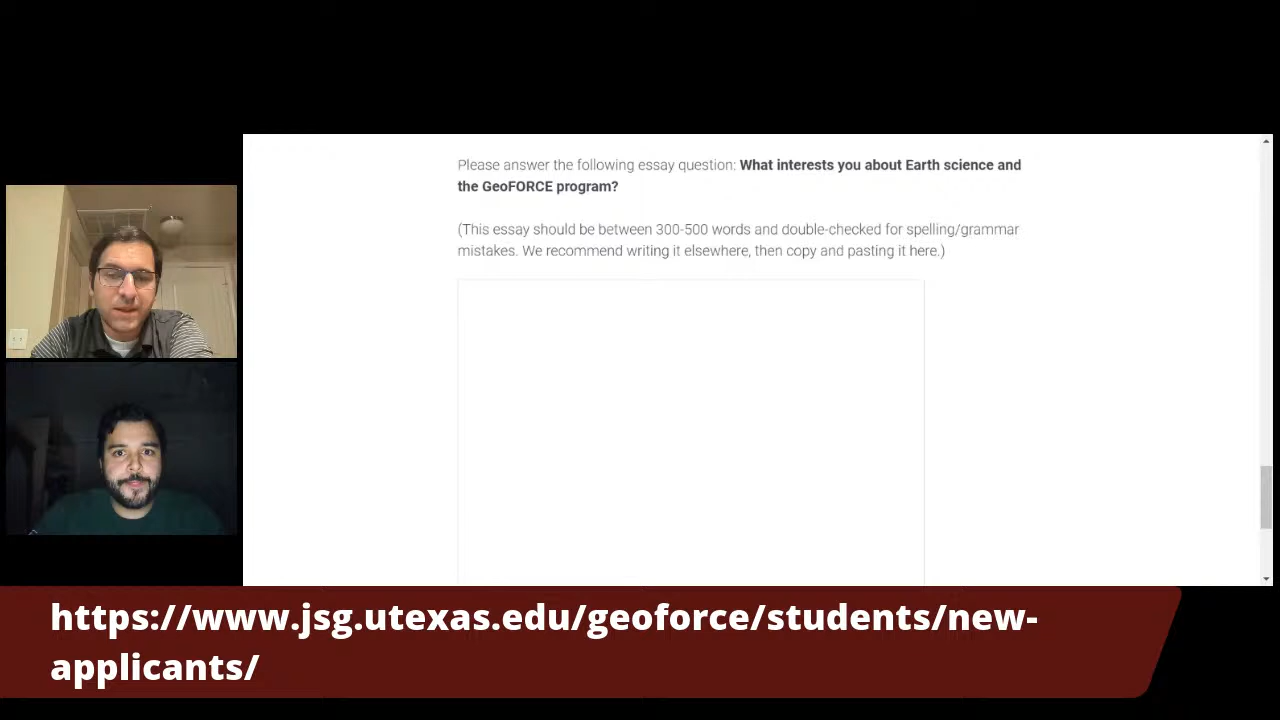 Please answer the following essay question: What interests you about Earth science and
the GeoFORCE program?
(This essay should be between 300-500 words and double-checked for spelling/grammar
mistakes. We recommend writing it elsewhere, then copy and pasting it here.)
https://www.jsg.utexas.edu/geoforce/students/new-
applicants/